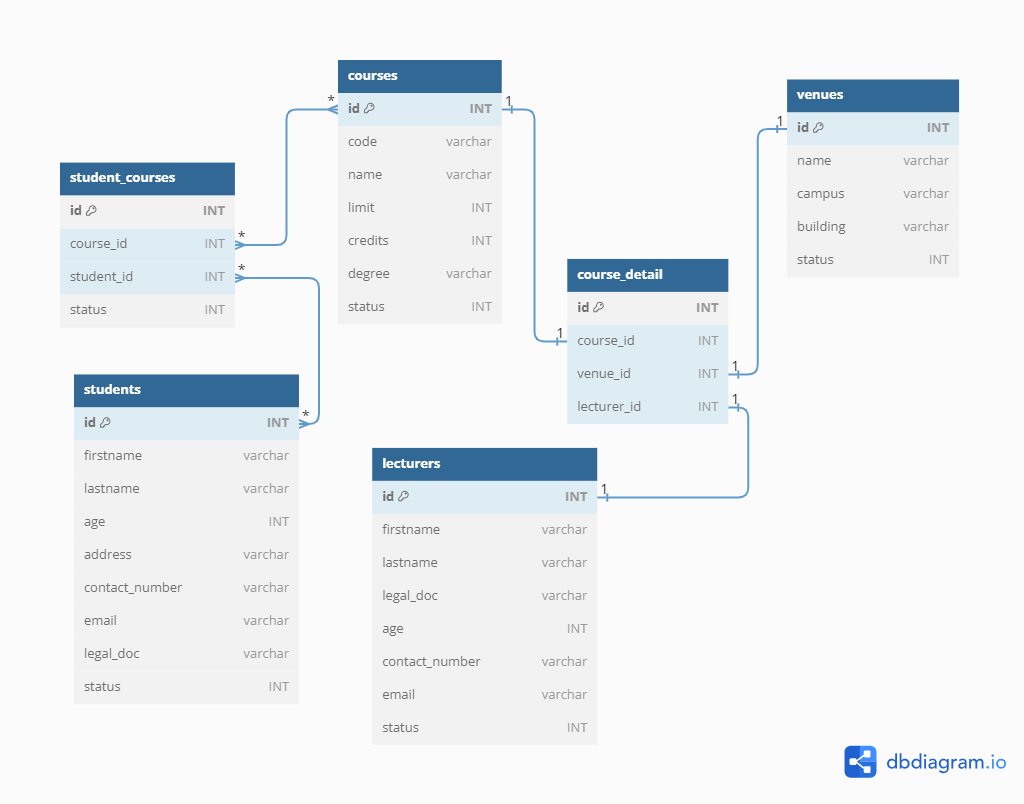 courses
id INT
code varchar
name varchar
limit INT
credits INT
degree varchar
status INT
venues
id INT
name varchar
campus varchar
building varchar
status INT
student_courses
id INT
course_id INT
student_id INT
status INT
course_detail
id INT
course_id INT
venue_id INT
lecturer_id INT
students
id INT
firstname varchar
lastname varchar
age INT
address varchar
contact_number varchar
email varchar
legal_doc varchar
status INT
lecturers
id INT
firstname varchar
lastname varchar
legal_doc varchar
age INT
contact_number varchar
email varchar
status INT
*
*
*
*
1
1
1
1
1
1
dbdiagram.io